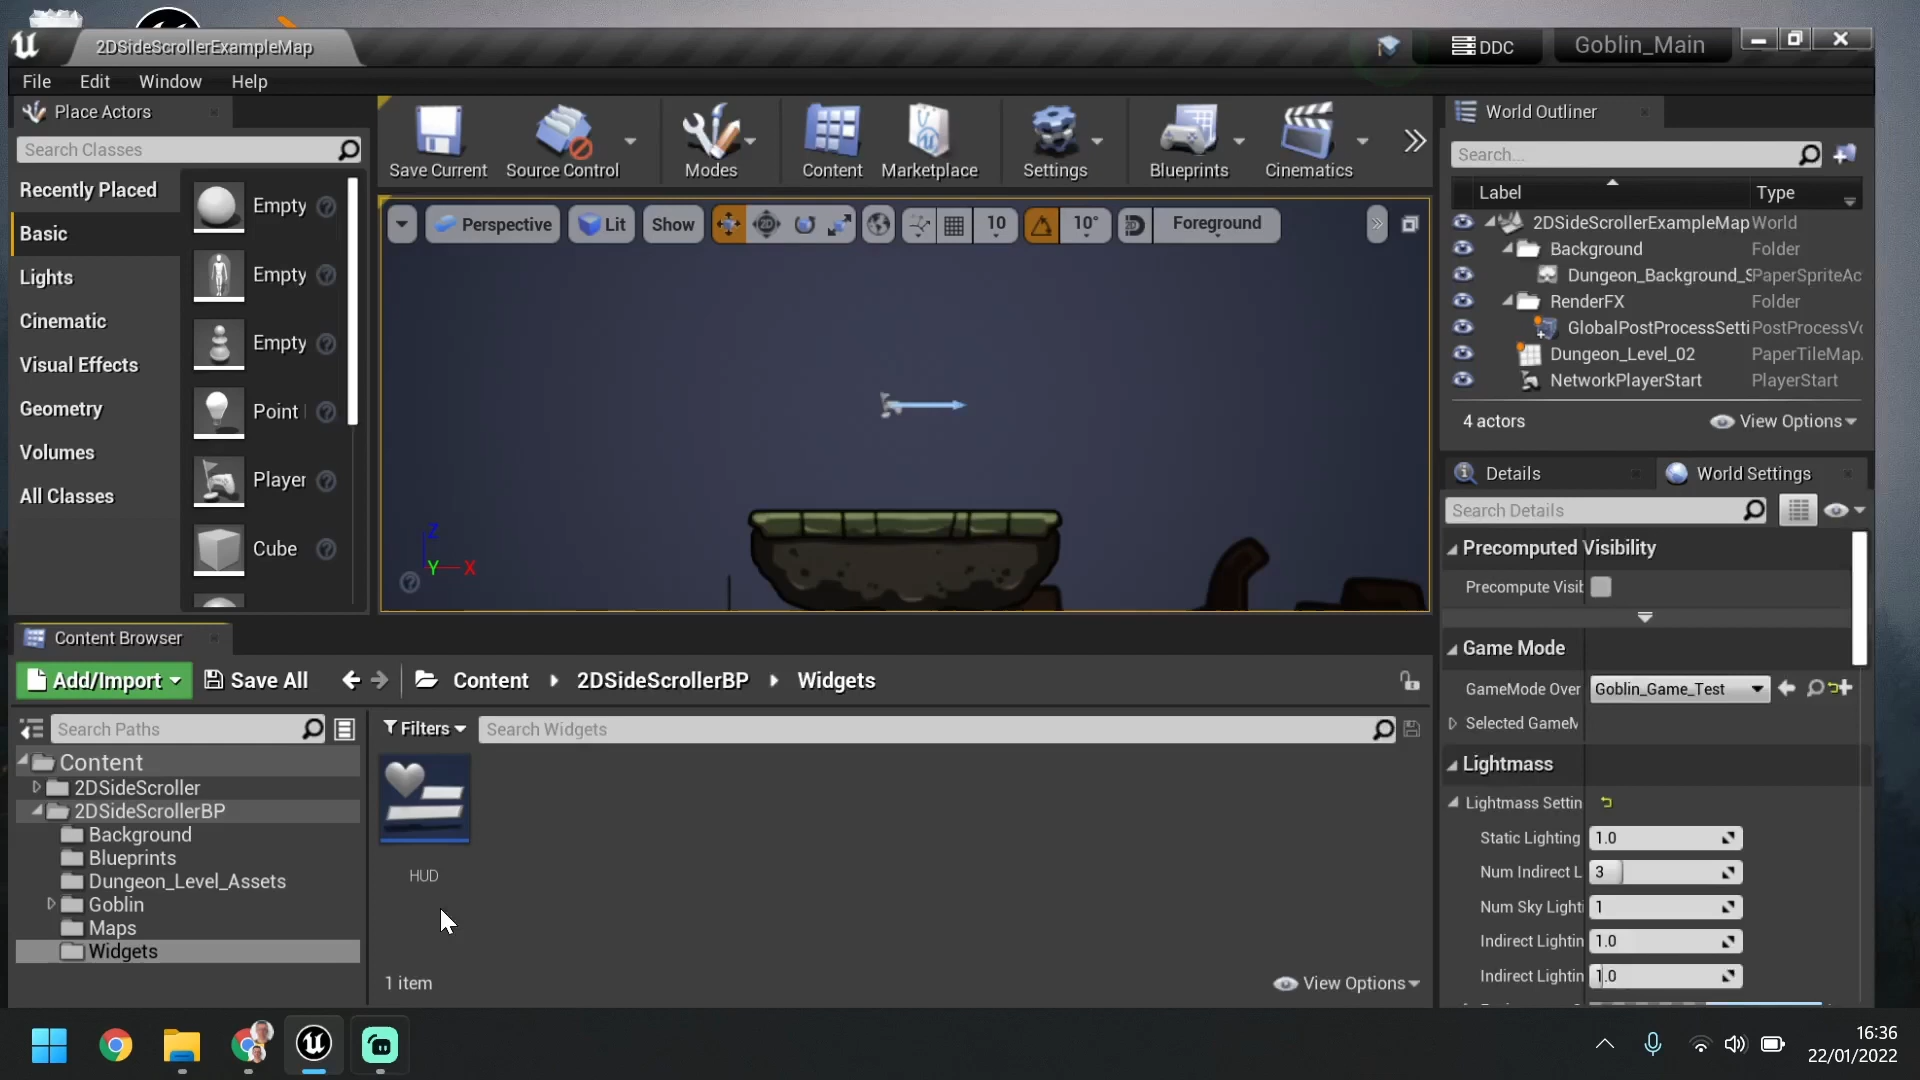 2DSideScrollerExampleMap
DDC
Goblin_Main
File Edit Window Help
Place Actors
Search Classes
Recently Placed
Basic
Lights
Cinematic
Visual Effects
Geometry
Volumes
All Classes
Empty
Empty
Empty
Point
Player
Cube
Save Current
Source Control
Modes
Content
Marketplace
Settings
Blueprints
Cinematics
Perspective
Lit
Show
10
10°
Foreground
Z
Y
X
World Outliner
Search...
Label Type
2DSideScrollerExampleMap World
Background Folder
Dungeon_Background_S PaperSpriteAc
RenderFX Folder
GlobalPostProcessSetti PostProcessVo
Dungeon_Level_02 PaperTileMap
NetworkPlayerStart PlayerStart
4 actors
View Options
Details
World Settings
Search Details
Precomputed Visibility
Precompute Visib
Game Mode
GameMode Over Goblin_Game_Test
Selected GameM
Lightmass
Lightmass Settin
Static Lighting 1.0
Num Indirect L 3
Num Sky Lighti 1
Indirect Lightin 1.0
Indirect Lightin 1.0
Content Browser
Add/Import
Save All
Content
2DSideScrollerBP
Widgets
Search Paths
Filters
Search Widgets
Content
2DSideScroller
2DSideScrollerBP
Background
Blueprints
Dungeon_Level_Assets
Goblin
Maps
Widgets
HUD
1 item
View Options
16:36
22/01/2022